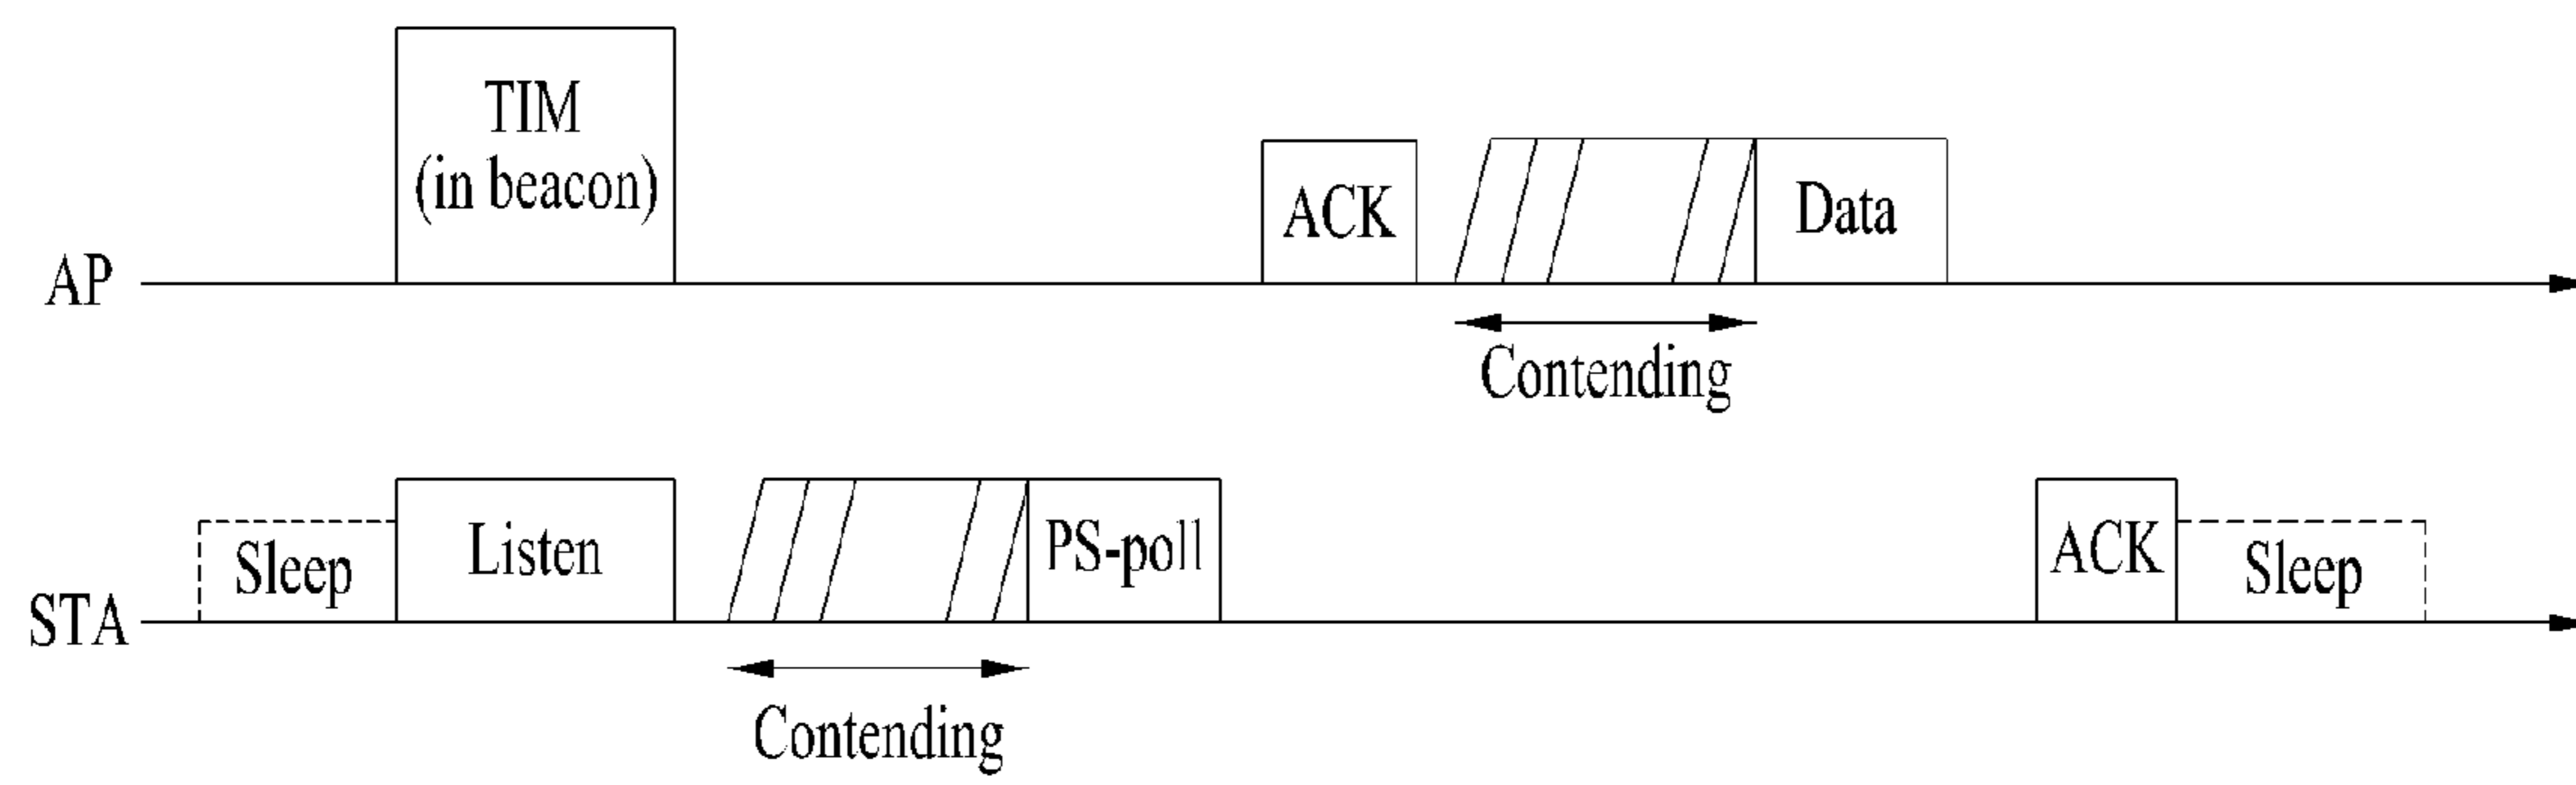 TIM
(in beacon)
AP
ACK
Data
Contending
STA
Sleep
Listen
PS-poll
ACK
Sleep
Contending